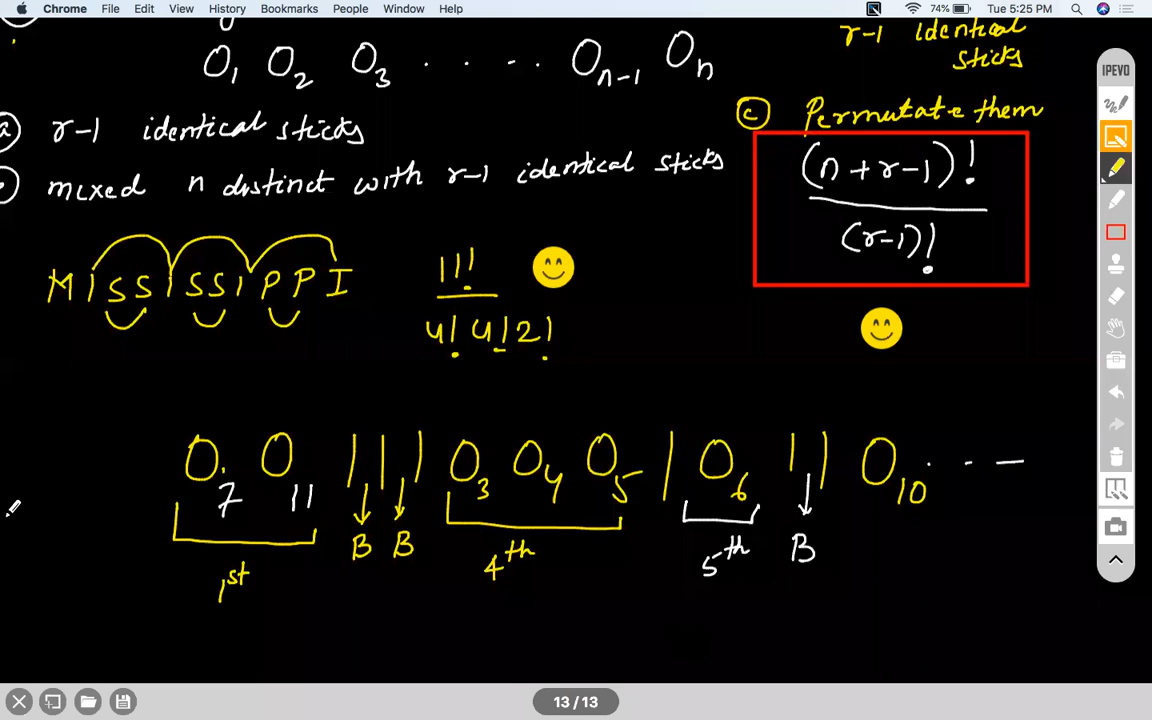 Chrome File Edit View History Bookmarks People Window Help 74% Tue 5:25 PM
r-1 identical
sticks
O1 O2 O3 . . . . . . On-1 On
IPEVO
a) r-1 identical sticks
mixed n distinct with r-1 identical sticks
c Permutate them
(n+r-1)!
(r-1)!
MISSISSIPPI
11!
4! 4! 2!
O7 O11 | | | O3 O4 O5 | O6 | | O10 . - -
B B B
1st 4th 5th
13 / 13